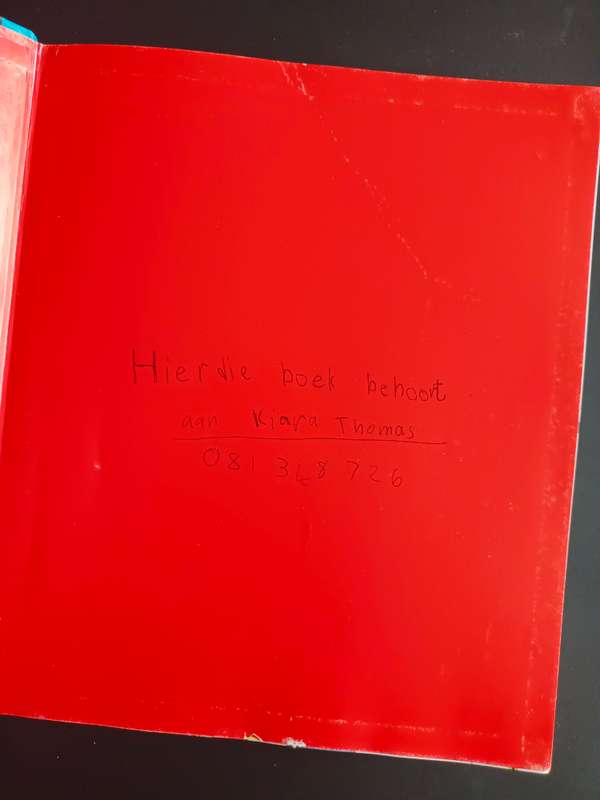 Hierdie boek behoort
aan Kiara Thomas
081 368 726